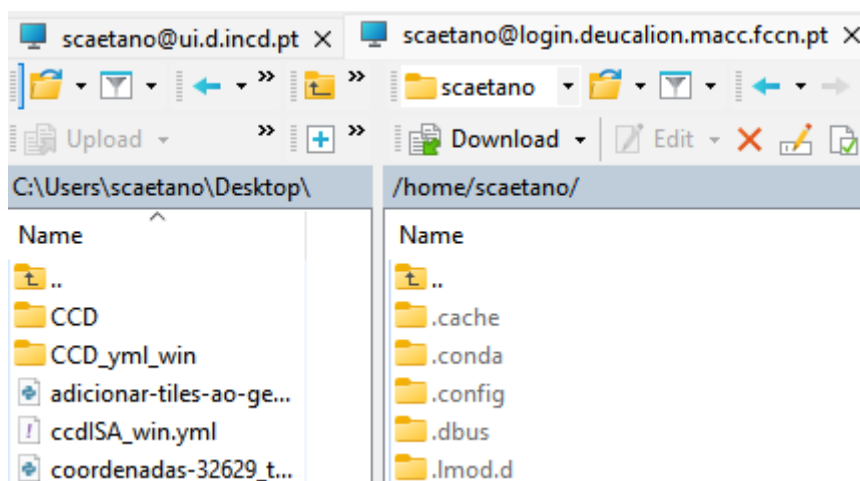 scaetano@ui.d.incd.pt × scaetano@login.deucalion.macc.fccn.pt ×
» » scaetano
Upload » » Download Edit
C:\Users\scaetano\Desktop\ /home/scaetano/
Name Name
.. ..
CCD .cache
CCD_yml_win .conda
adicionar-tiles-ao-ge... .config
ccdISA_win.yml .dbus
coordenadas-32629_t... .lmod.d